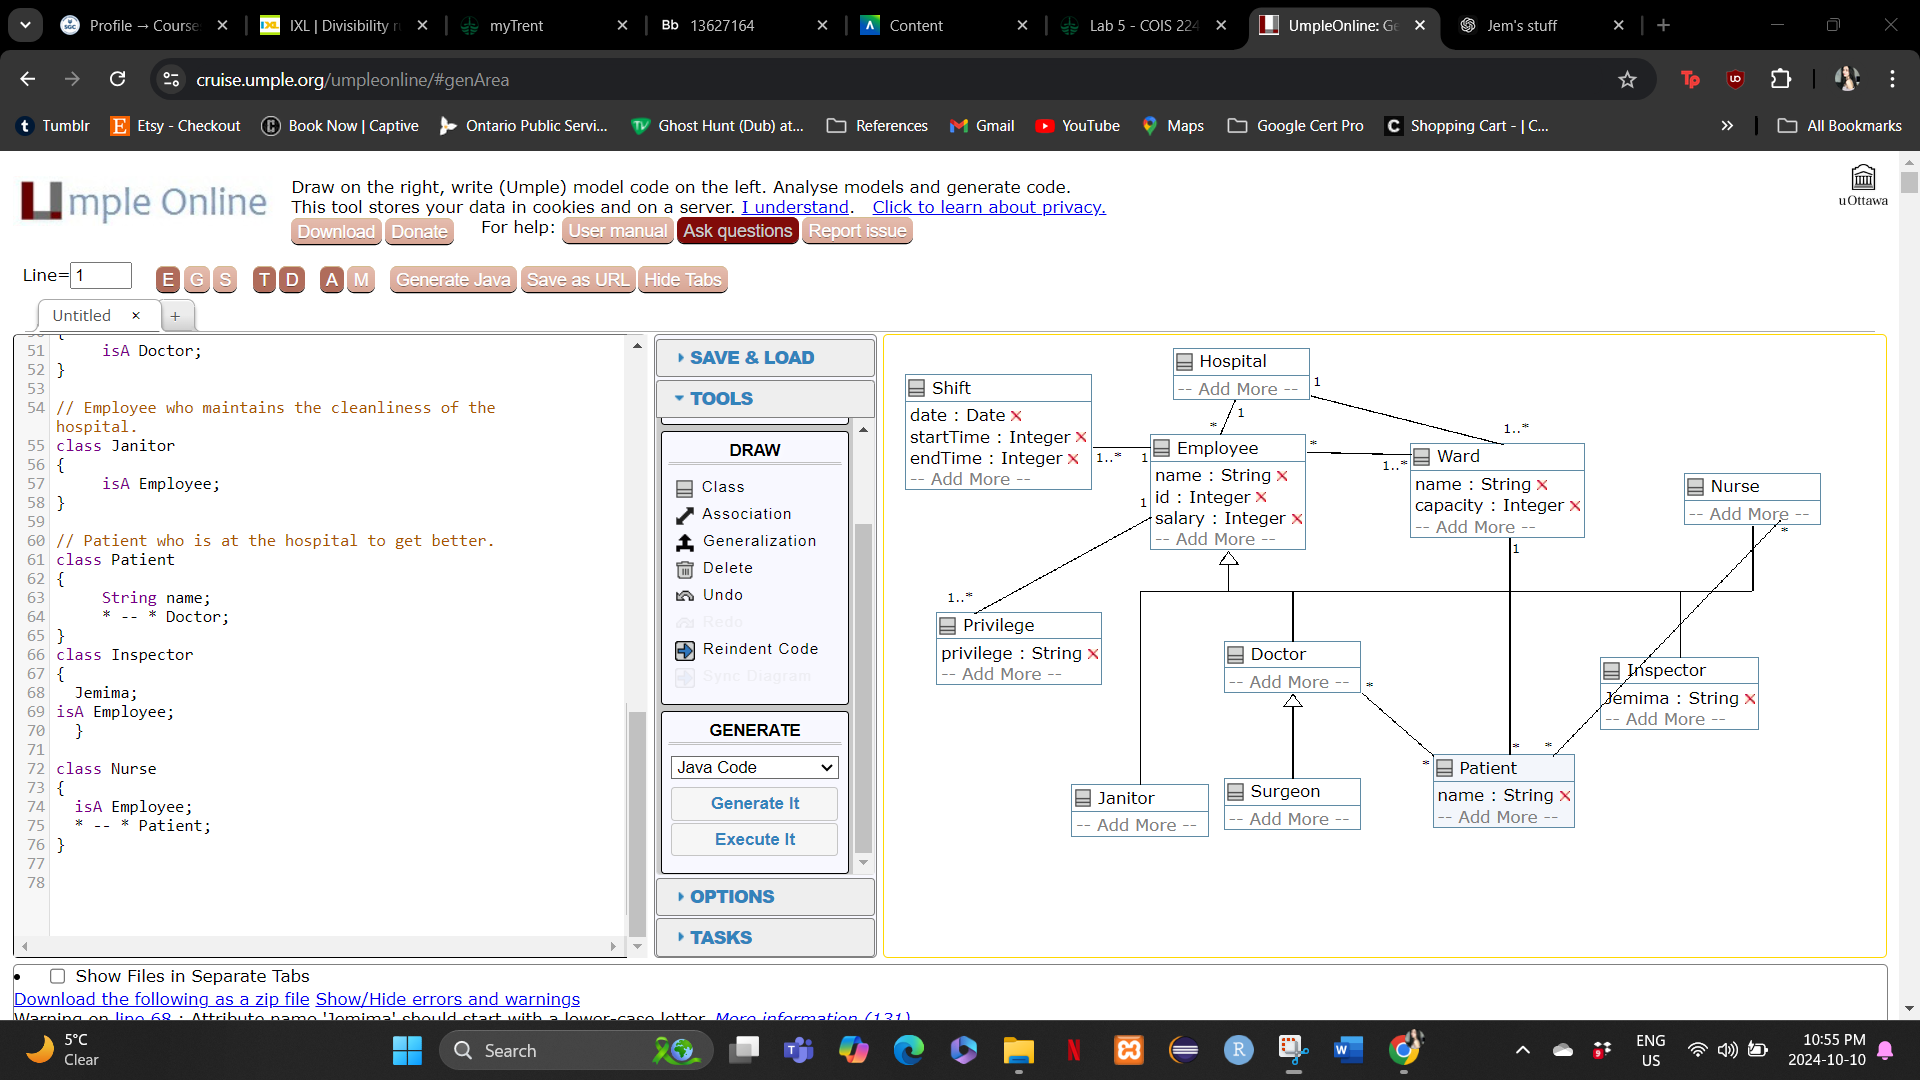 Profile → Course
IXL | Divisibility ru
myTrent
Bb 13627164
Content
Lab 5 - COIS 224
UmpleOnline: Ge
Jem's stuff
cruise.umple.org/umpleonline/#genArea
Tumblr
Etsy - Checkout
Book Now | Captive
Ontario Public Servi...
Ghost Hunt (Dub) at...
References
Gmail
YouTube
Maps
Google Cert Pro
Shopping Cart - | C...
All Bookmarks
Umple Online
Draw on the right, write (Umple) model code on the left. Analyse models and generate code.
This tool stores your data in cookies and on a server. I understand. Click to learn about privacy.
Download Donate For help: User manual Ask questions Report issue
uOttawa
Line= 1 E G S T D A M Generate Java Save as URL Hide Tabs
Untitled × +
51 isA Doctor;
52 }
53
54 // Employee who maintains the cleanliness of the
hospital.
55 class Janitor
56 {
57 isA Employee;
58 }
59
60 // Patient who is at the hospital to get better.
61 class Patient
62 {
63 String name;
64 * -- * Doctor;
65 }
66 class Inspector
67 {
68 Jemima;
69 isA Employee;
70 }
71
72 class Nurse
73 {
74 isA Employee;
75 * -- * Patient;
76 }
77
78
SAVE & LOAD
TOOLS
DRAW
Class
Association
Generalization
Delete
Undo
Redo
Reindent Code
Sync Diagram
GENERATE
Java Code
Generate It
Execute It
OPTIONS
TASKS
Hospital
-- Add More --
1
1
*
1..*
Shift
date : Date
startTime : Integer
endTime : Integer
-- Add More --
1..*
1
Employee
name : String
id : Integer
salary : Integer
-- Add More --
*
1..*
1
Ward
name : String
capacity : Integer
-- Add More --
1
Nurse
-- Add More --
*
1..*
Privilege
privilege : String
-- Add More --
Doctor
-- Add More --
*
Inspector
Jemima : String
-- Add More --
*
*
*
Patient
name : String
-- Add More --
Janitor
-- Add More --
Surgeon
-- Add More --
Show Files in Separate Tabs
Download the following as a zip file Show/Hide errors and warnings
Warning on line 68 : Attribute name 'Jemima' should start with a lower-case letter. More information (131)
5°C
Clear
Search
ENG
US
10:55 PM
2024-10-10